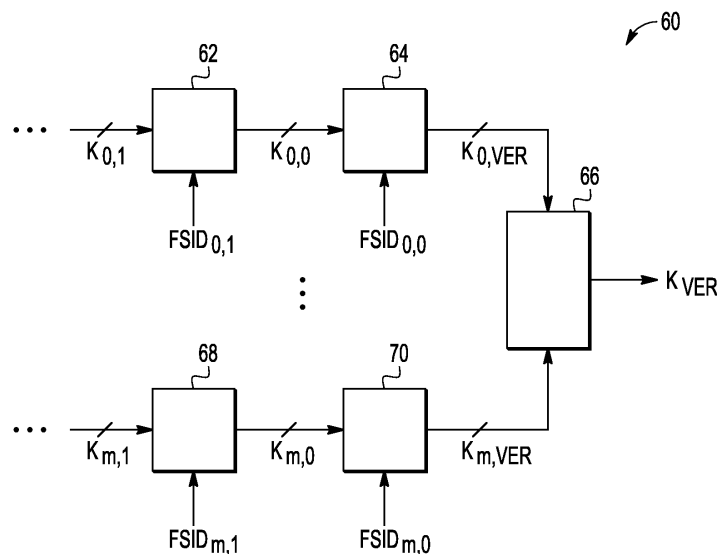 60
62
64
... K0,1
K0,0
K0,VER
66
FSID0,1
FSID0,0
KVER
68
70
... Km,1
Km,0
Km,VER
FSIDm,1
FSIDm,0